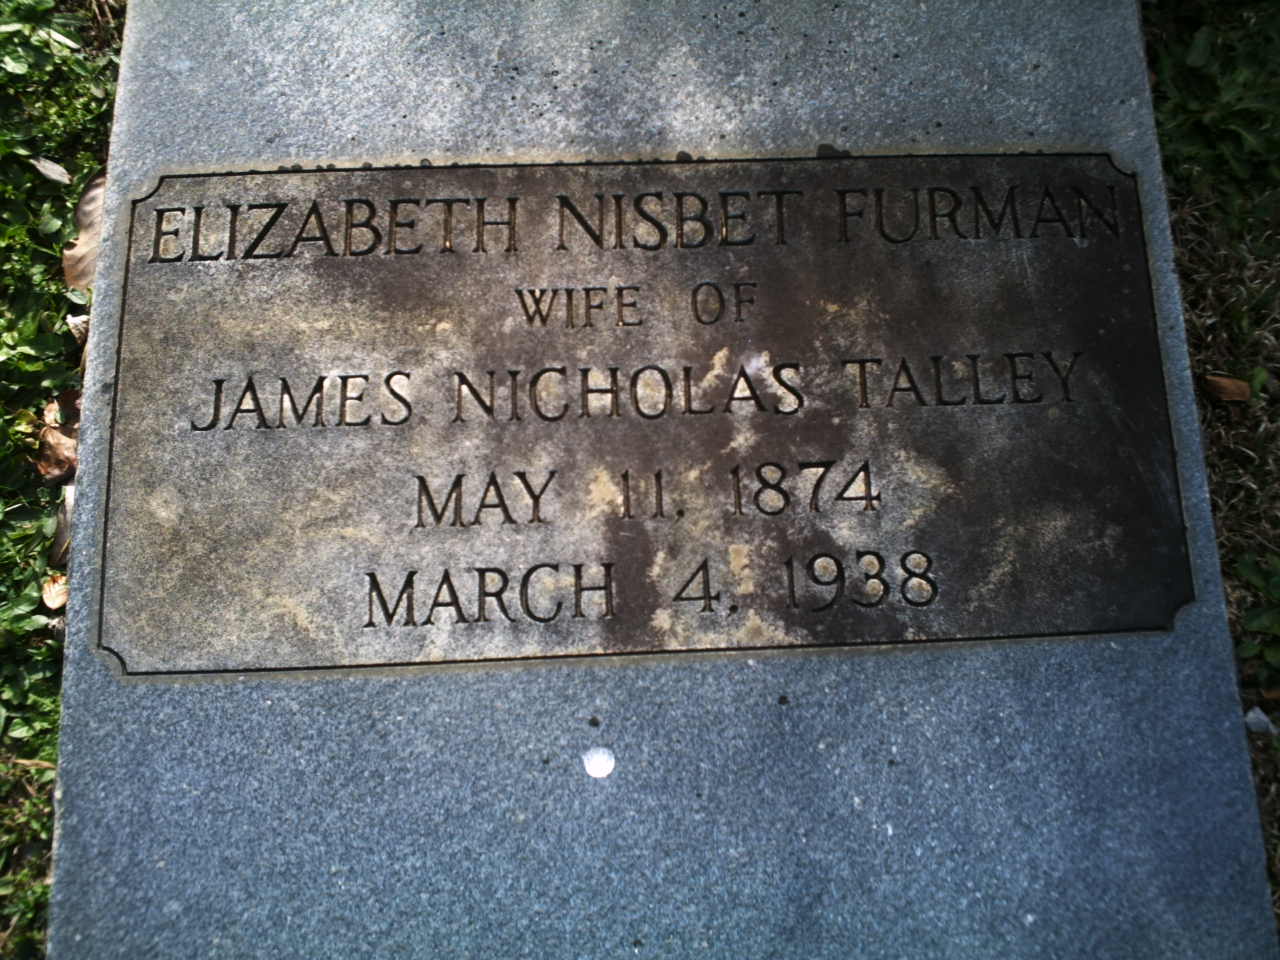 ELIZABETH NISBET FURMAN
WIFE OF
JAMES NICHOLAS TALLEY
MAY 11, 1874
MARCH 4, 1938